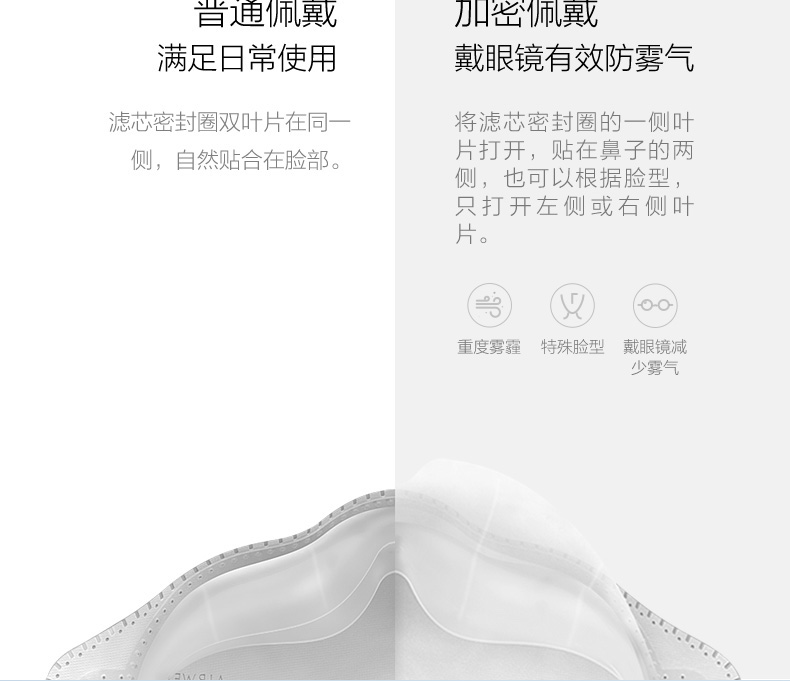 普通佩戴
满足日常使用
滤芯密封圈双叶片在同一
侧，自然贴合在脸部。
加密佩戴
戴眼镜有效防雾气
将滤芯密封圈的一侧叶
片打开，贴在鼻子的两
侧，也可以根据脸型，
只打开左侧或右侧叶
片。
重度雾霾
特殊脸型
戴眼镜减
少雾气